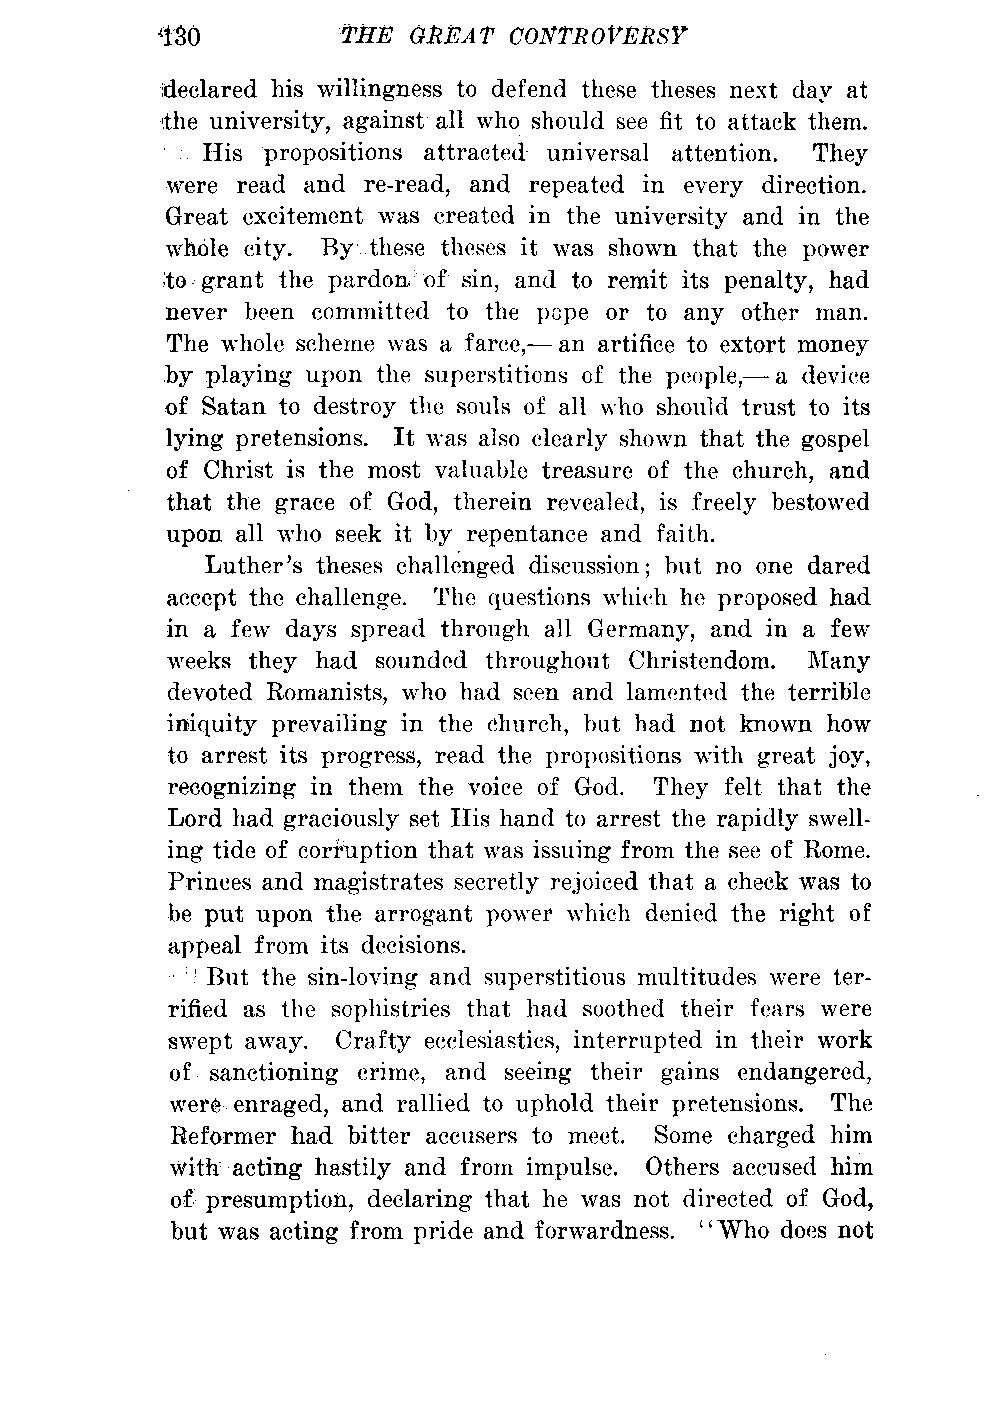 130 THE GREAT CONTROVERSY
declared his willingness to defend these theses next day at
the university, against all who should see fit to attack them.
His propositions attracted universal attention. They
were read and re-read, and repeated in every direction.
Great excitement was created in the university and in the
whole city. By these theses it was shown that the power
to grant the pardon of sin, and to remit its penalty, had
never been committed to the pope or to any other man.
The whole scheme was a farce,— an artifice to extort money
by playing upon the superstitions of the people,— a device
of Satan to destroy the souls of all who should trust to its
lying pretensions. It was also clearly shown that the gospel
of Christ is the most valuable treasure of the church, and
that the grace of God, therein revealed, is freely bestowed
upon all who seek it by repentance and faith.
Luther's theses challenged discussion; but no one dared
accept the challenge. The questions which he proposed had
in a few days spread through all Germany, and in a few
weeks they had sounded throughout Christendom. Many
devoted Romanists, who had seen and lamented the terrible
iniquity prevailing in the church, but had not known how
to arrest its progress, read the propositions with great joy,
recognizing in them the voice of God. They felt that the
Lord had graciously set His hand to arrest the rapidly swell-
ing tide of corruption that was issuing from the see of Rome.
Princes and magistrates secretly rejoiced that a check was to
be put upon the arrogant power which denied the right of
appeal from its decisions.
But the sin-loving and superstitious multitudes were ter-
rified as the sophistries that had soothed their fears were
swept away. Crafty ecclesiastics, interrupted in their work
of sanctioning crime, and seeing their gains endangered,
were enraged, and rallied to uphold their pretensions. The
Reformer had bitter accusers to meet. Some charged him
with acting hastily and from impulse. Others accused him
of presumption, declaring that he was not directed of God,
but was acting from pride and forwardness. "Who does not